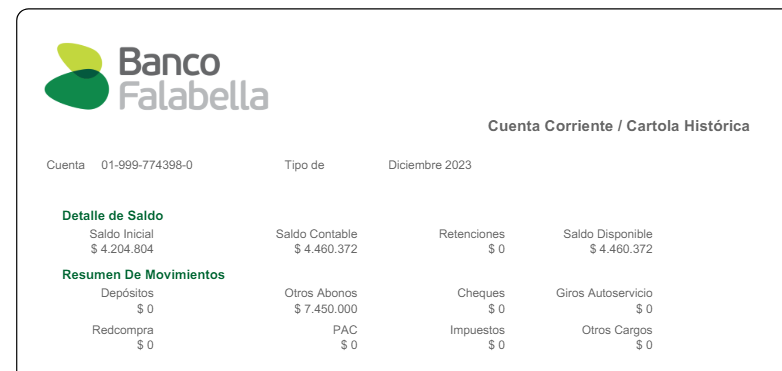 Banco
Falabella
Cuenta Corriente / Cartola Histórica
Cuenta 01-999-774398-0 Tipo de Diciembre 2023
Detalle de Saldo
Saldo Inicial Saldo Contable Retenciones Saldo Disponible
$ 4.204.804 $ 4.460.372 $ 0 $ 4.460.372
Resumen De Movimientos
Depósitos Otros Abonos Cheques Giros Autoservicio
$ 0 $ 7.450.000 $ 0 $ 0
Redcompra PAC Impuestos Otros Cargos
$ 0 $ 0 $ 0 $ 0